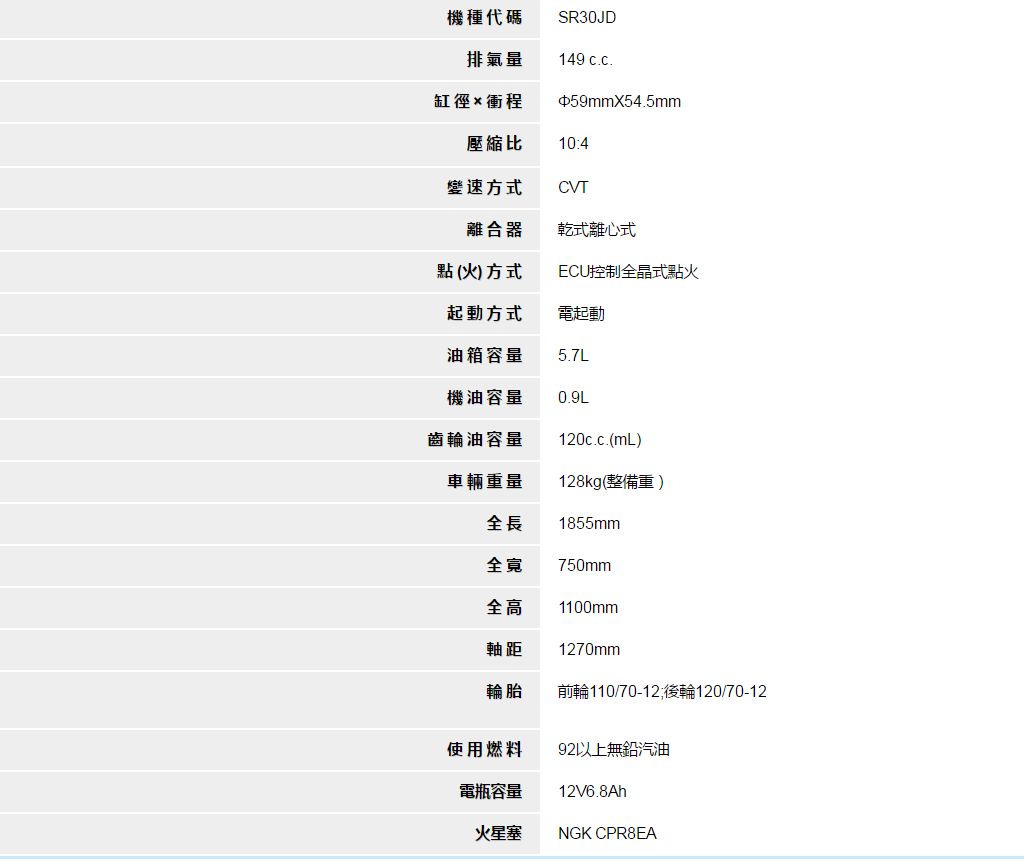 機種代碼 SR30JD
排氣量 149 c.c.
缸徑×衝程 Φ59mmX54.5mm
壓縮比 10:4
變速方式 CVT
離合器 乾式離心式
點(火)方式 ECU控制全晶式點火
起動方式 電起動
油箱容量 5.7L
機油容量 0.9L
齒輪油容量 120c.c.(mL)
車輛重量 128kg(整備重 )
全長 1855mm
全寬 750mm
全高 1100mm
軸距 1270mm
輪胎 前輪110/70-12;後輪120/70-12
使用燃料 92以上無鉛汽油
電瓶容量 12V6.8Ah
火星塞 NGK CPR8EA